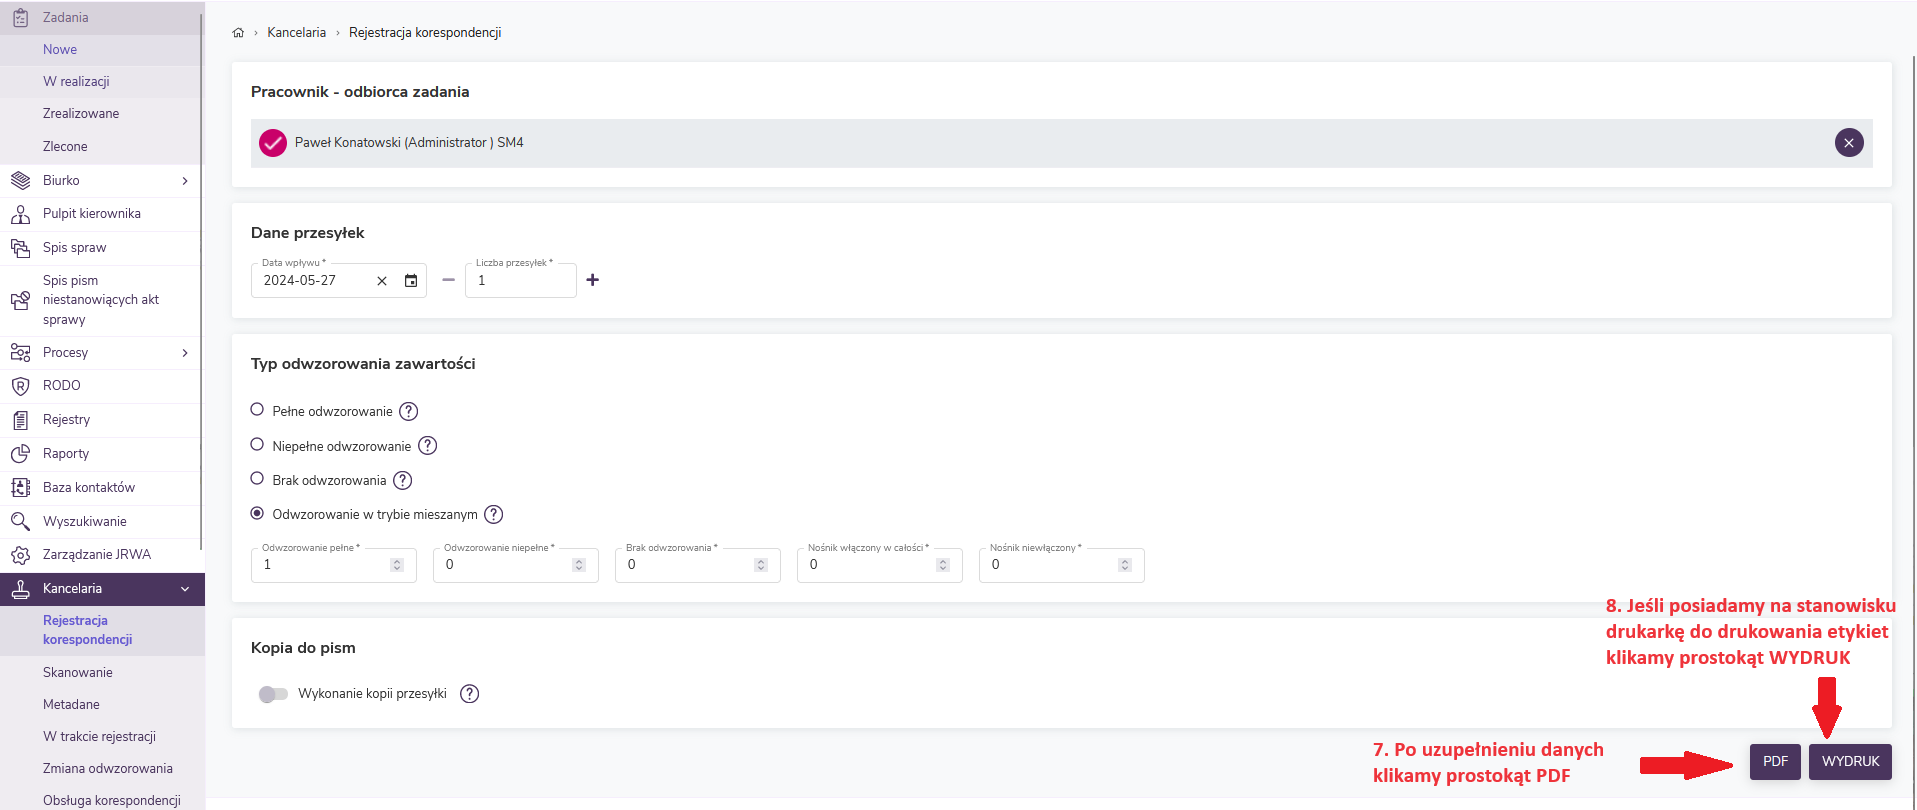 Zadania
Nowe
W realizacji
Zrealizowane
Zlecone
Biurko
Pulpit kierownika
Spis spraw
Spis pism
niestanowiących akt
sprawy
Procesy
RODO
Rejestry
Raporty
Baza kontaktów
Wyszukiwanie
Zarządzanie JRWA
Kancelaria
Rejestracja
korespondencji
Skanowanie
Metadane
W trakcie rejestracji
Zmiana odwzorowania
Obsługa korespondencji
Kancelaria › Rejestracja korespondencji
Pracownik - odbiorca zadania
Paweł Konatowski (Administrator ) SM4
Dane przesyłek
Data wpływu * Liczba przesyłek *
2024-05-27 1
Typ odwzorowania zawartości
Pełne odwzorowanie ?
Niepełne odwzorowanie ?
Brak odwzorowania ?
Odwzorowanie w trybie mieszanym ?
Odwzorowanie pełne * Odwzorowanie niepełne * Brak odwzorowania * Nośnik włączony w całości * Nośnik niewłączony *
1 0 0 0 0
Kopia do pism
Wykonanie kopii przesyłki ?
8. Jeśli posiadamy na stanowisku
drukarkę do drukowania etykiet
klikamy prostokąt WYDRUK
7. Po uzupełnieniu danych
klikamy prostokąt PDF
PDF WYDRUK